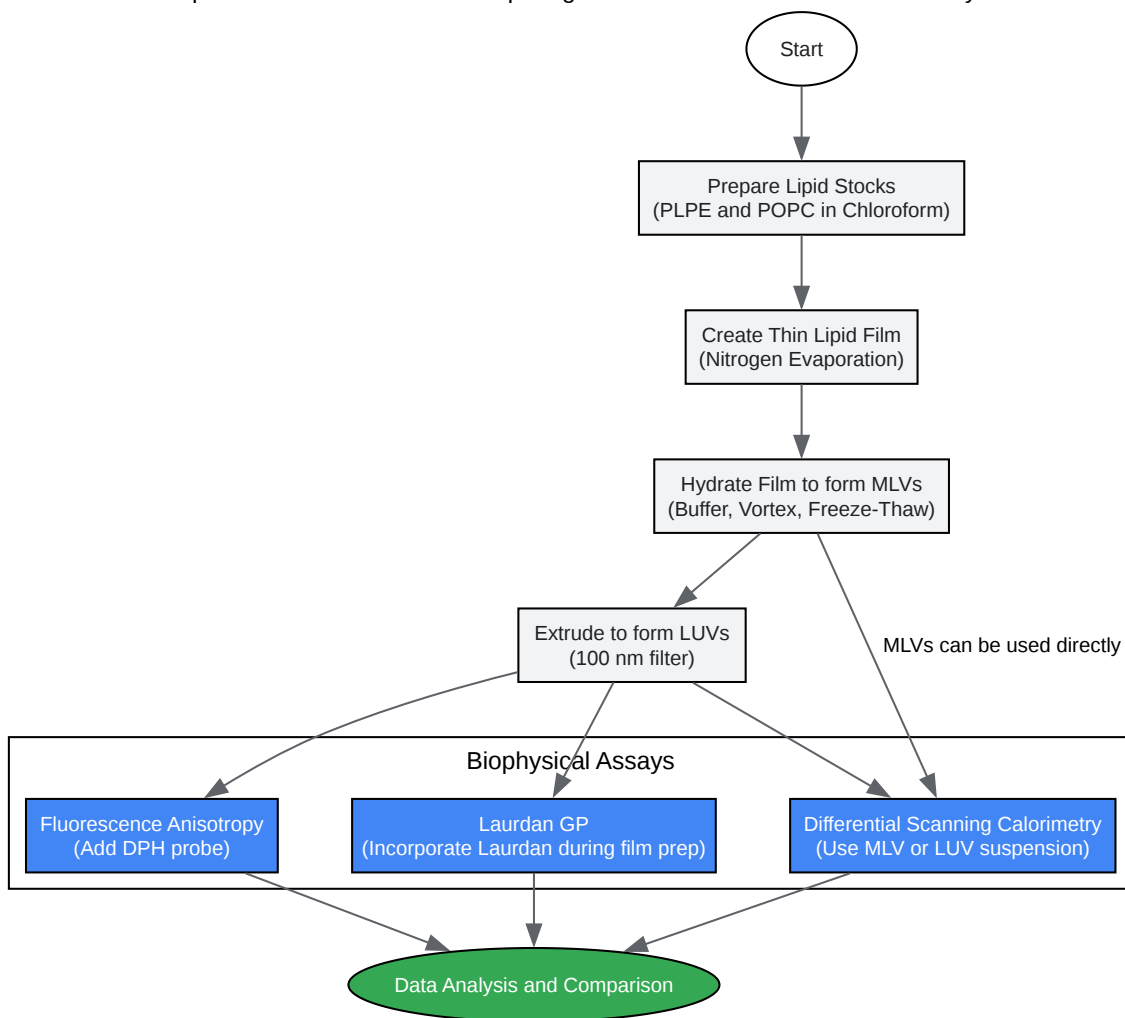 Start
Prepare Lipid Stocks
(PLPE and POPC in Chloroform)
Create Thin Lipid Film
(Nitrogen Evaporation)
Hydrate Film to form MLVs
(Buffer, Vortex, Freeze-Thaw)
Extrude to form LUVs
(100 nm filter)
MLVs can be used directly
Biophysical Assays
Fluorescence Anisotropy
(Add DPH probe)
Laurdan GP
(Incorporate Laurdan during film prep)
Differential Scanning Calorimetry
(Use MLV or LUV suspension)
Data Analysis and Comparison